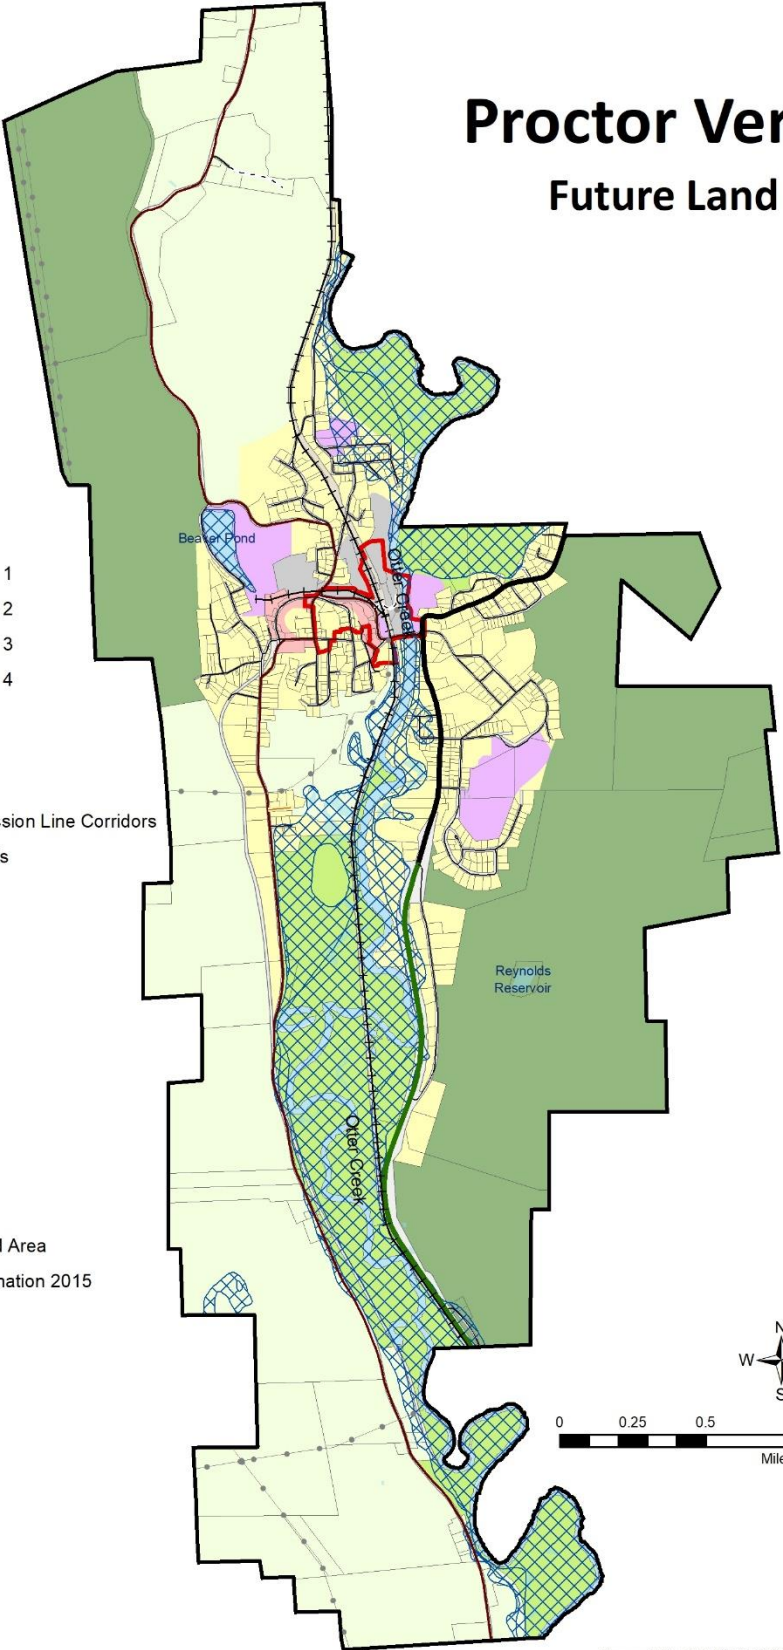 Proctor Ver
Future Land
Beaver Pond
Otter Creek
1
2
3
4
sion Line Corridors
s
Reynolds
Reservoir
Otter Creek
l Area
nation 2015
N
W
S
0 0.25 0.5
Mile